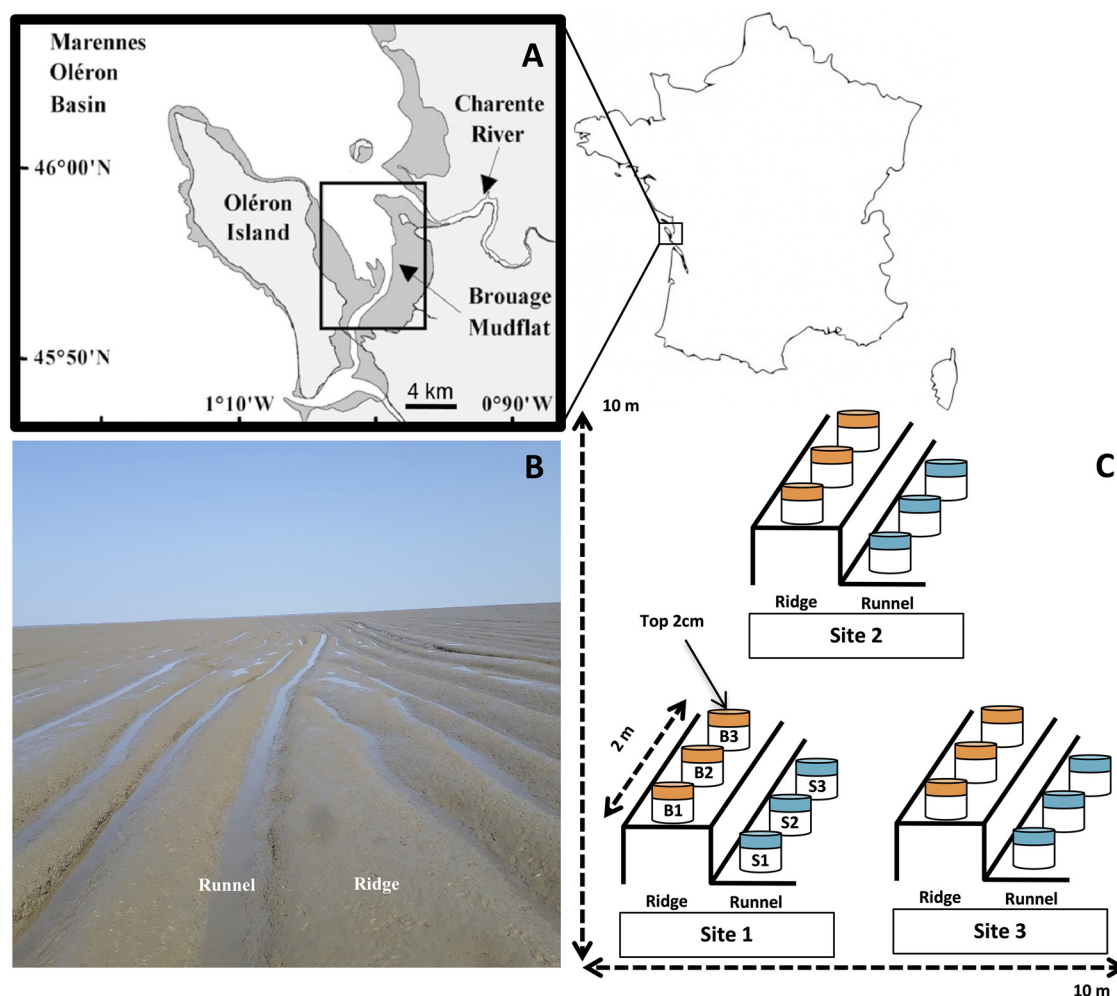 Marennes
Oléron
Basin
A
Charente
River
46°00'N
Oléron
Island
Brouage
Mudflat
45°50'N
1°10'W
4 km
0°90'W
B
Runnel
Ridge
10 m
C
Ridge
Runnel
Site 2
Top 2cm
2 m
B3
B2
B1
S3
S2
S1
Ridge
Runnel
Site 1
Ridge
Runnel
Site 3
10 m